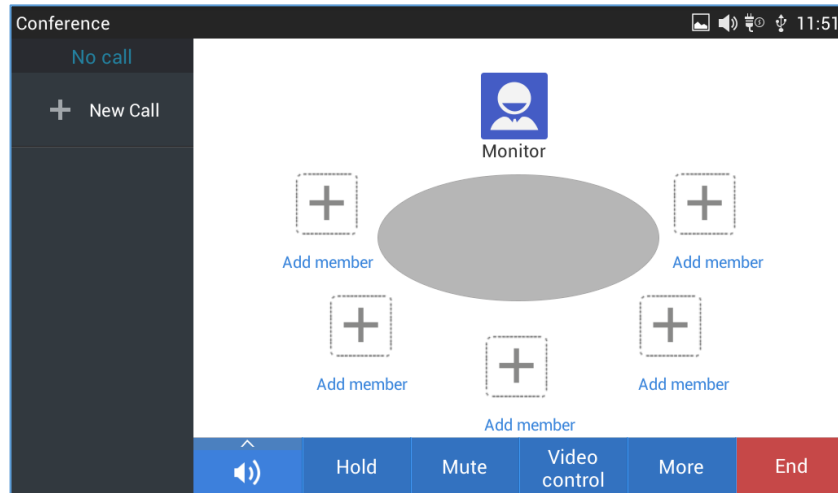 Conference
11:51
No call
New Call
Monitor
Add member
Add member
Add member
Add member
Add member
Hold
Mute
Video
control
More
End